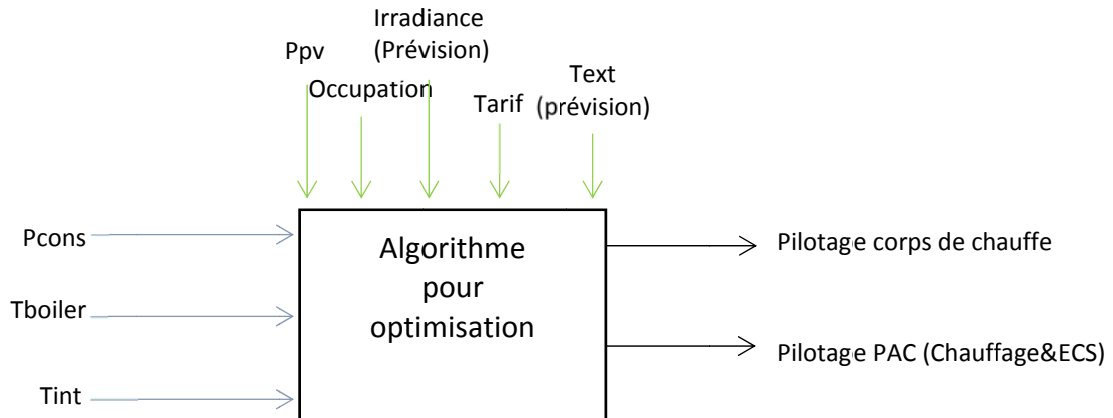 Irradiance
(Prévision)
Ppv
Occupation
Text
(prévision)
Tarif
Pcons
Tboiler
Tint
Algorithme
pour
optimisation
Pilotage corps de chauffe
Pilotage PAC (Chauffage&ECS)